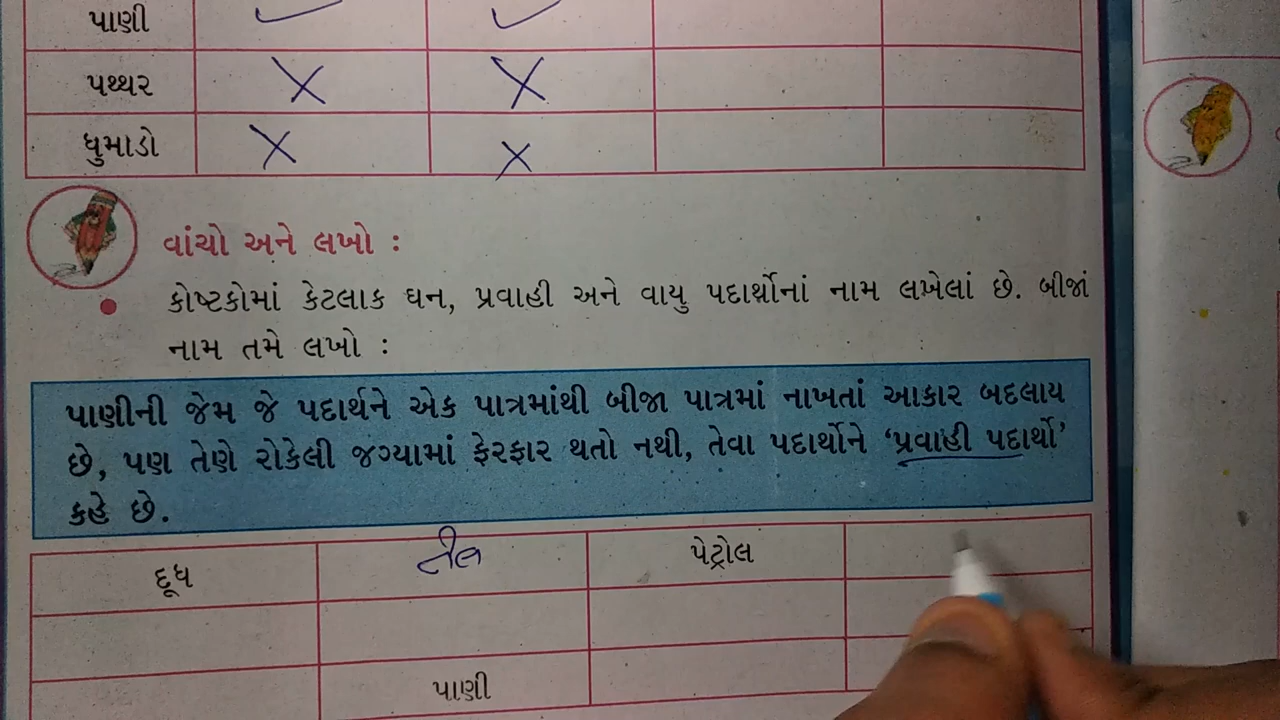 પાણી
પથ્થર
ધુમાડો
વાંચો અને લખો :
કોષ્ટકોમાં કેટલાક ઘન, પ્રવાહી અને વાયુ પદાર્થોનાં નામ લખેલાં છે. બીજાં
નામ તમે લખો :
પાણીની જેમ જે પદાર્થને એક પાત્રમાંથી બીજા પાત્રમાં નાખતાં આકાર બદલાય
છે, પણ તેણે રોકેલી જગ્યામાં ફેરફાર થતો નથી, તેવા પદાર્થોને ‘પ્રવાહી પદાર્થો’
કહે છે.
દૂધ તેલ પેટ્રોલ
પાણી